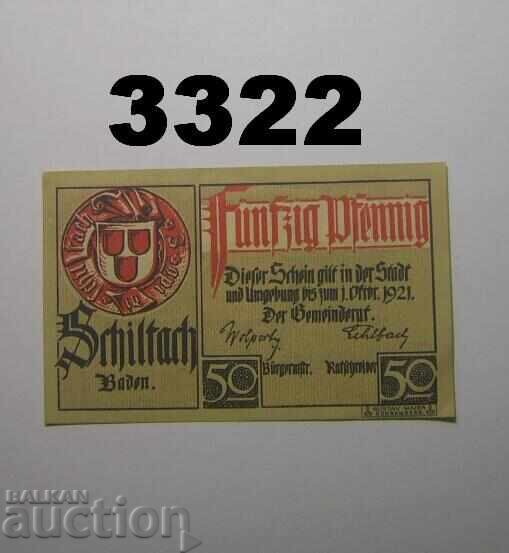 3322
Fünfzig Pfennig
Dieser Schein gilt in der Stadt
und Umgebung bis zum 1. Oktbr. 1921.
Der Gemeinderat.
Bürgermstr. Ratschreiber
50 50
Schiltach
Baden.
BALKAN
auction